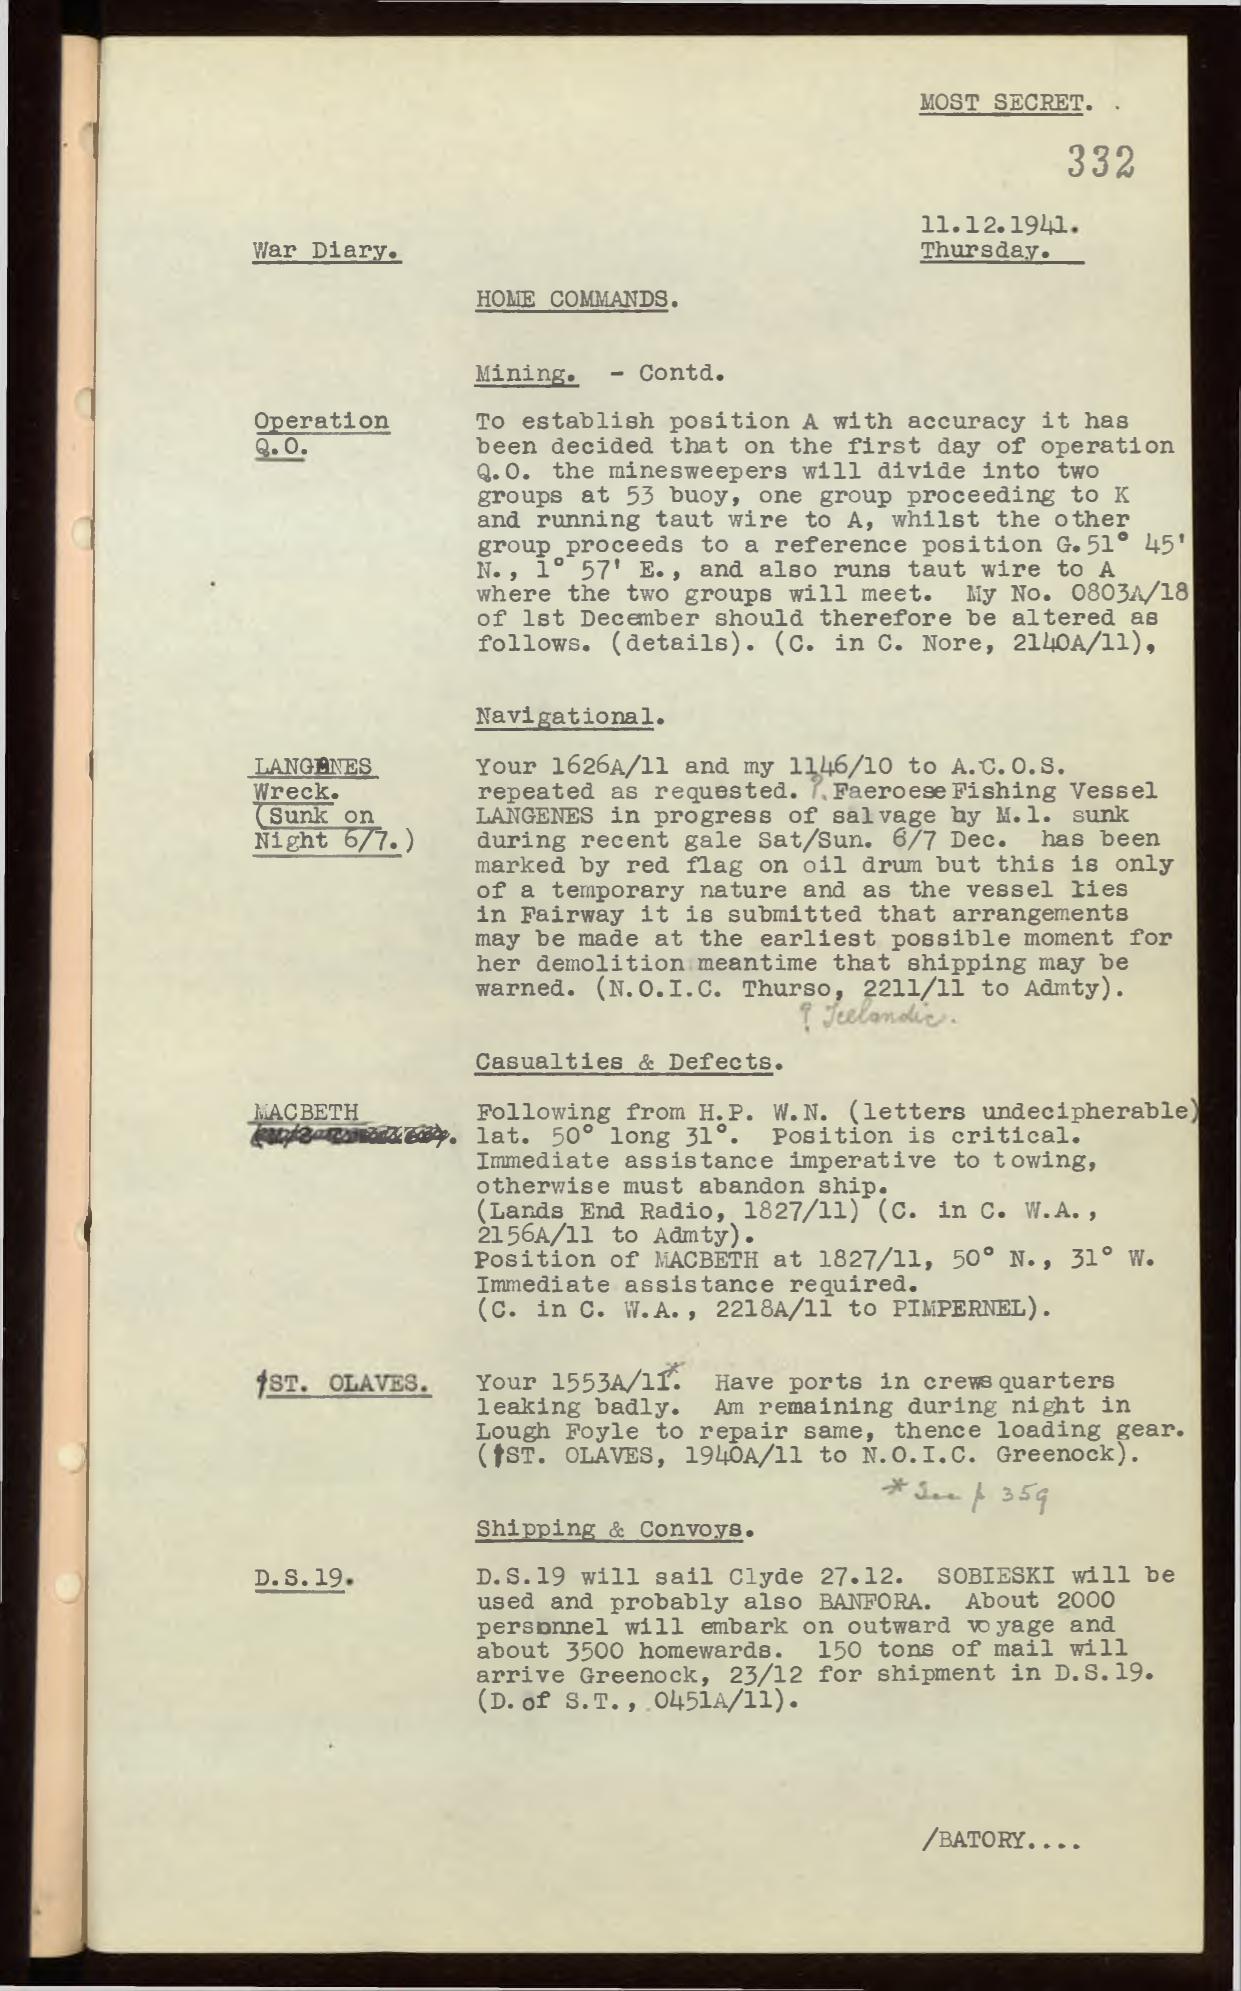 MOST SECRET.
332
11.12.1941.
War Diary.
Thursday.
HOME COMMANDS.
Mining. - Contd.
Operation
Q.O.
To establish position A with accuracy it has
been decided that on the first day of operation
Q.O. the minesweepers will divide into two
groups at 53 buoy, one group proceeding to K
and running taut wire to A, whilst the other
group proceeds to a reference position G.51° 45'
N., 1° 57' E., and also runs taut wire to A
where the two groups will meet. My No. 0803A/18
of 1st December should therefore be altered as
follows. (details). (C. in C. Nore, 2140A/11),
Navigational.
LANGENES
Wreck.
(Sunk on
Night 6/7.)
Your 1626A/11 and my 1146/10 to A.C.O.S.
repeated as requested. ?. Faeroese Fishing Vessel
LANGENES in progress of salvage by M.l. sunk
during recent gale Sat/Sun. 6/7 Dec. has been
marked by red flag on oil drum but this is only
of a temporary nature and as the vessel lies
in Fairway it is submitted that arrangements
may be made at the earliest possible moment for
her demolition meantime that shipping may be
warned. (N.O.I.C. Thurso, 2211/11 to Admty).
? Icelandic.
Casualties & Defects.
MACBETH
Following from H.P. W.N. (letters undecipherable)
lat. 50° long 31°. Position is critical.
Immediate assistance imperative to towing,
otherwise must abandon ship.
(Lands End Radio, 1827/11) (C. in C. W.A.,
2156A/11 to Admty).
Position of MACBETH at 1827/11, 50° N., 31° W.
Immediate assistance required.
(C. in C. W.A., 2218A/11 to PIMPERNEL).
†ST. OLAVES.
Your 1553A/11*. Have ports in crews quarters
leaking badly. Am remaining during night in
Lough Foyle to repair same, thence loading gear.
(†ST. OLAVES, 1940A/11 to N.O.I.C. Greenock).
* See p 359
Shipping & Convoys.
D.S.19.
D.S.19 will sail Clyde 27.12. SOBIESKI will be
used and probably also BANFORA. About 2000
personnel will embark on outward voyage and
about 3500 homewards. 150 tons of mail will
arrive Greenock, 23/12 for shipment in D.S.19.
(D. of S.T., 0451A/11).
/BATORY....